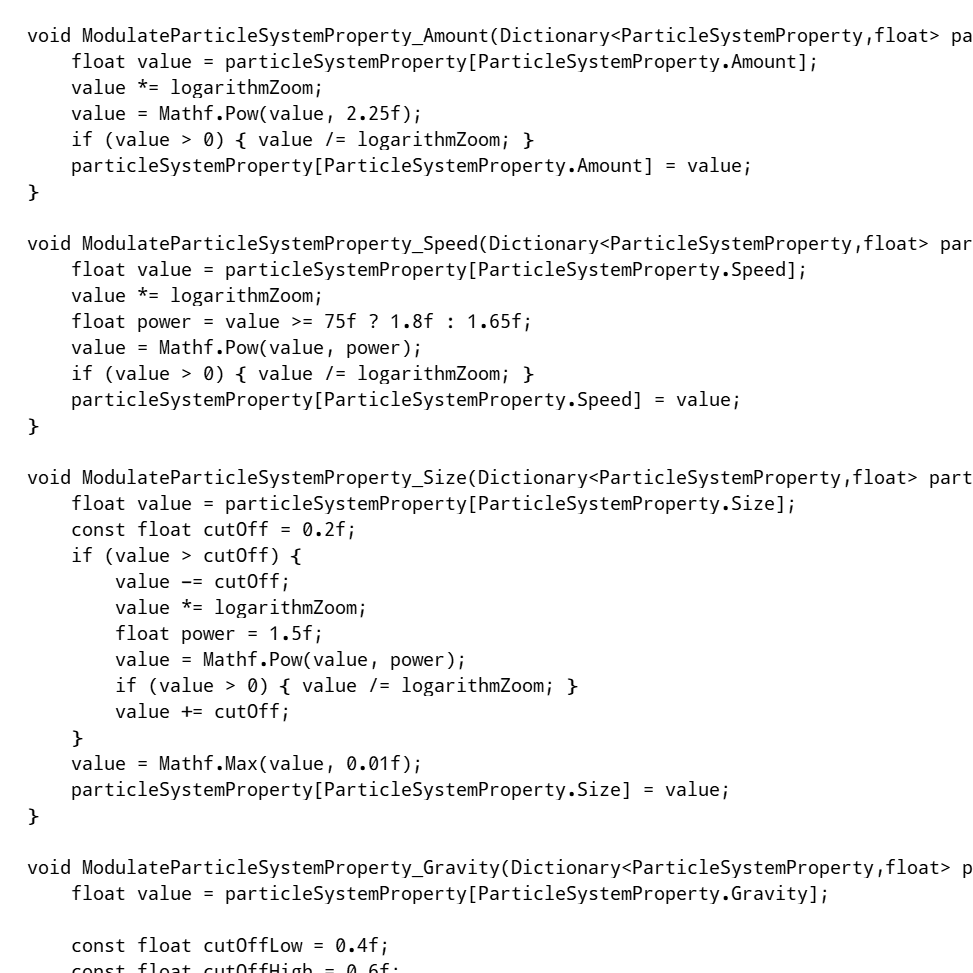 void ModulateParticleSystemProperty_Amount(Dictionary<ParticleSystemProperty,float> pa
    float value = particleSystemProperty[ParticleSystemProperty.Amount];
    value *= logarithmZoom;
    value = Mathf.Pow(value, 2.25f);
    if (value > 0) { value /= logarithmZoom; }
    particleSystemProperty[ParticleSystemProperty.Amount] = value;
}

void ModulateParticleSystemProperty_Speed(Dictionary<ParticleSystemProperty,float> par
    float value = particleSystemProperty[ParticleSystemProperty.Speed];
    value *= logarithmZoom;
    float power = value >= 75f ? 1.8f : 1.65f;
    value = Mathf.Pow(value, power);
    if (value > 0) { value /= logarithmZoom; }
    particleSystemProperty[ParticleSystemProperty.Speed] = value;
}

void ModulateParticleSystemProperty_Size(Dictionary<ParticleSystemProperty,float> part
    float value = particleSystemProperty[ParticleSystemProperty.Size];
    const float cutOff = 0.2f;
    if (value > cutOff) {
        value -= cutOff;
        value *= logarithmZoom;
        float power = 1.5f;
        value = Mathf.Pow(value, power);
        if (value > 0) { value /= logarithmZoom; }
        value += cutOff;
    }
    value = Mathf.Max(value, 0.01f);
    particleSystemProperty[ParticleSystemProperty.Size] = value;
}

void ModulateParticleSystemProperty_Gravity(Dictionary<ParticleSystemProperty,float> p
    float value = particleSystemProperty[ParticleSystemProperty.Gravity];

    const float cutOffLow = 0.4f;
    const float cutOffHigh = 0.6f;